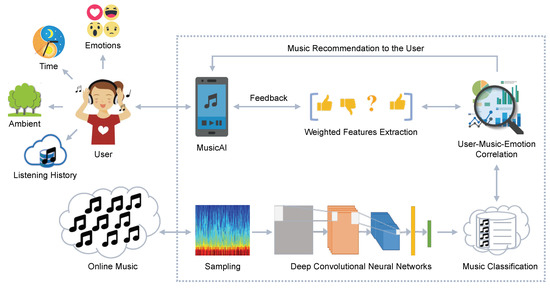 Emotions
Time
Music Recommendation to the User
Ambient
Feedback
User
MusicAI
Weighted Features Extraction
User-Music-Emotion
Correlation
Listening History
Online Music
Sampling
Deep Convolutional Neural Networks
Music Classification